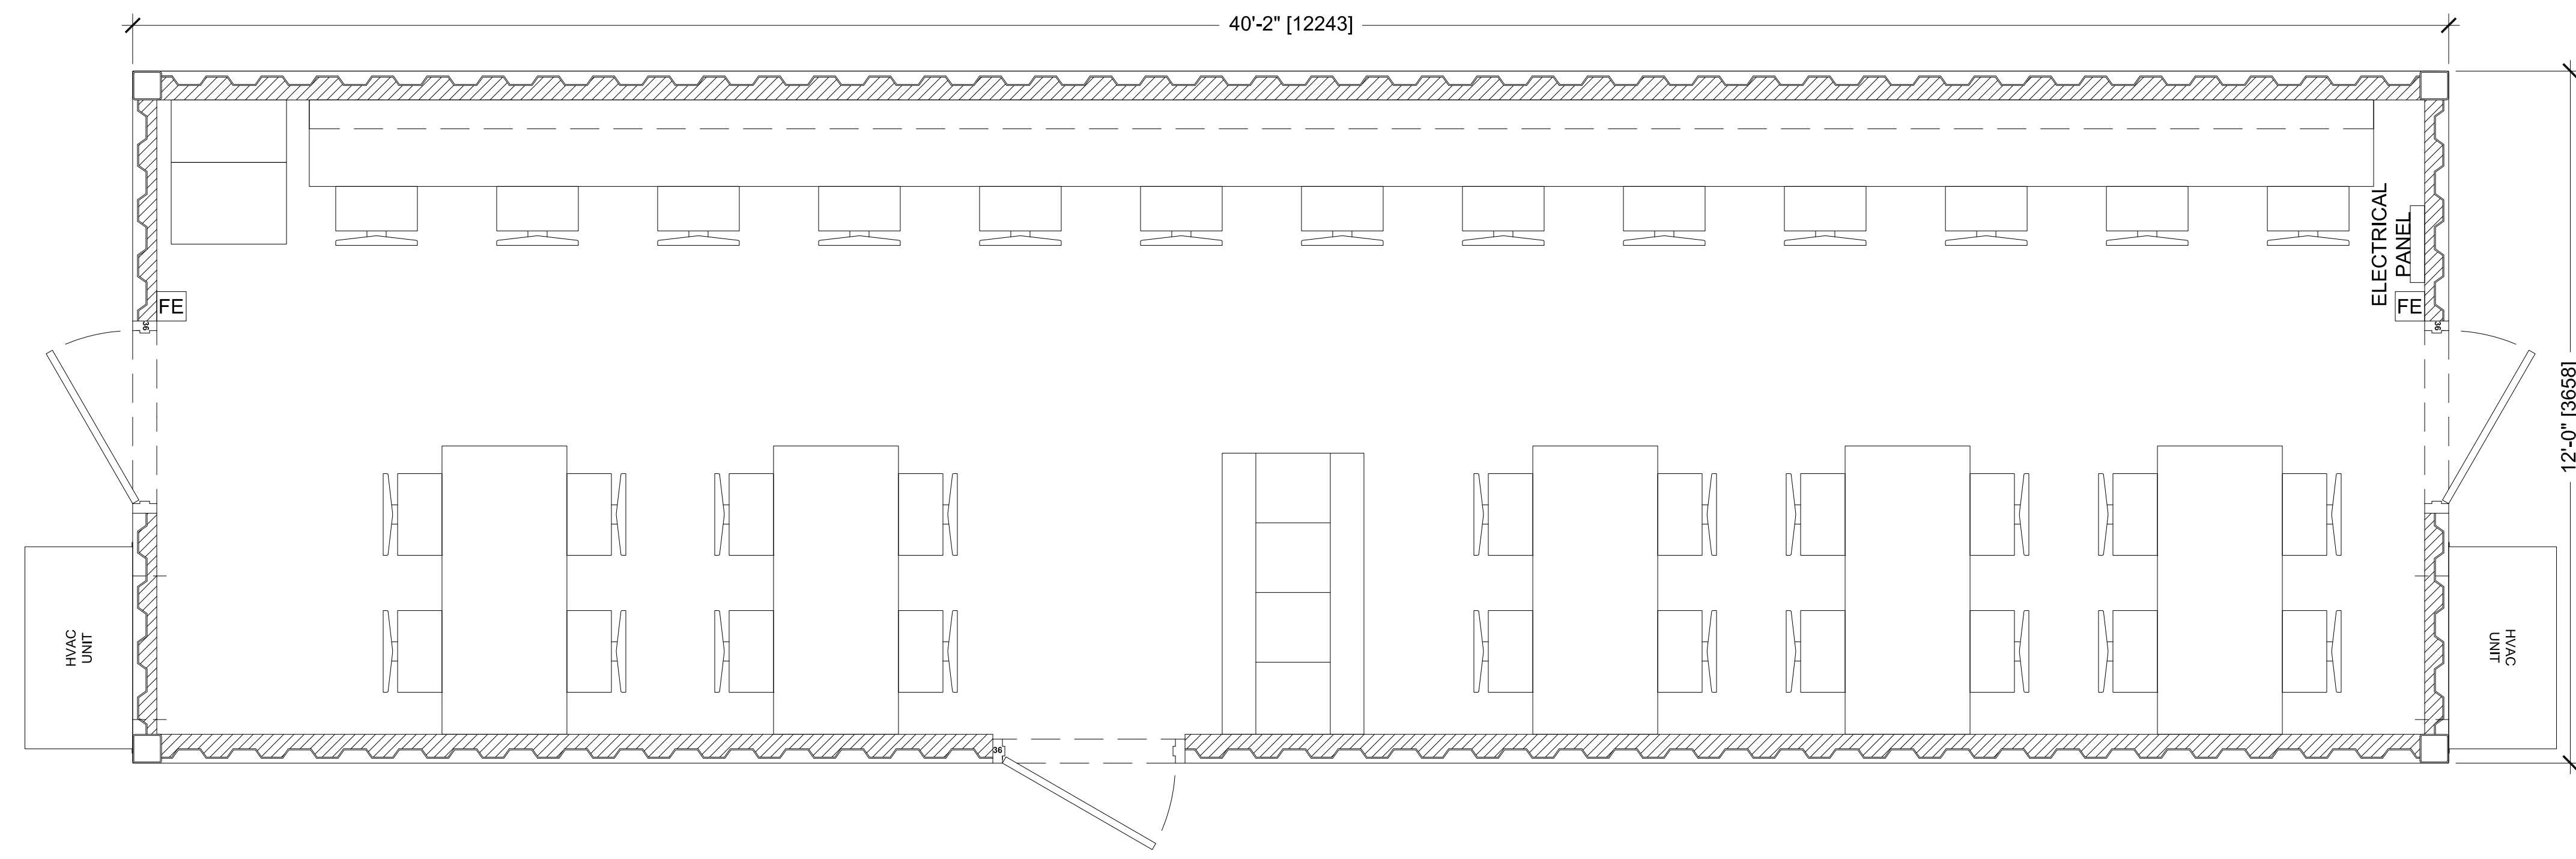 40'-2" [12243]
ELECTRICAL
PANEL
FE
FE
36
36
12'-0" [3658]
HVAC
UNIT
HVAC
UNIT
36